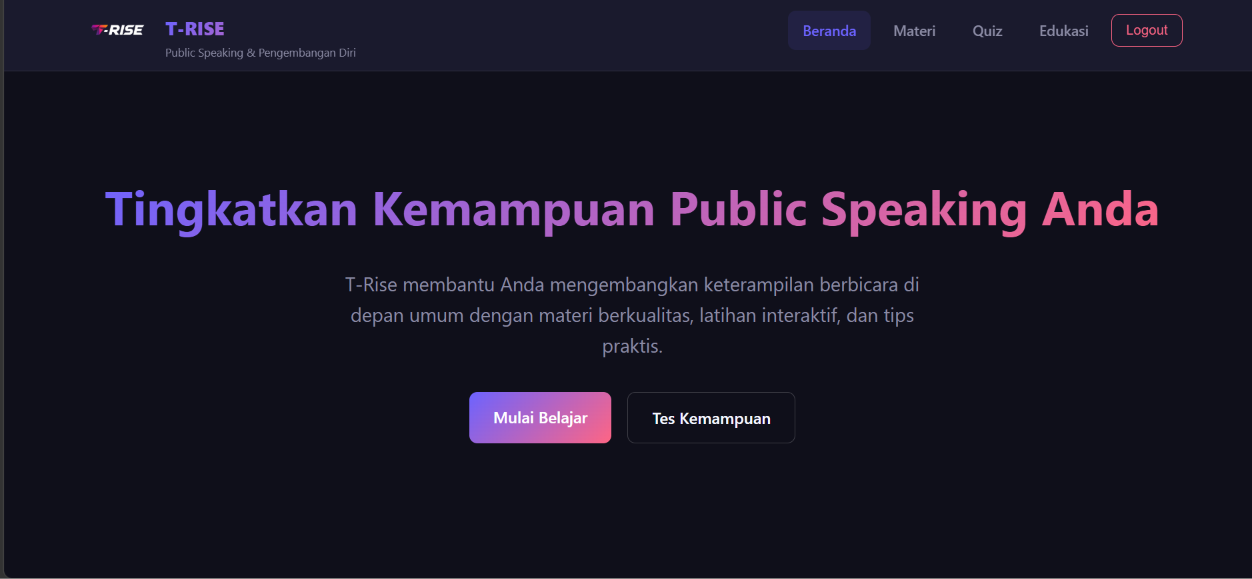 T-RISE
T-RISE
Public Speaking & Pengembangan Diri
Beranda
Materi
Quiz
Edukasi
Logout
Tingkatkan Kemampuan Public Speaking Anda
T-Rise membantu Anda mengembangkan keterampilan berbicara di
depan umum dengan materi berkualitas, latihan interaktif, dan tips
praktis.
Mulai Belajar
Tes Kemampuan